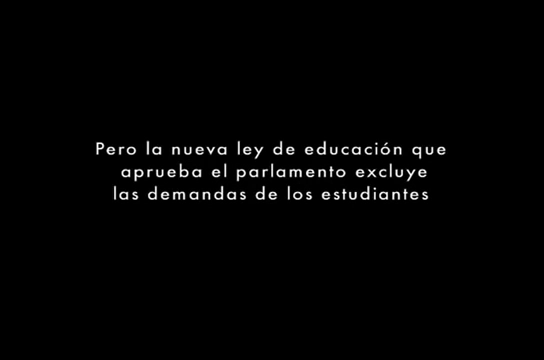 Pero la nueva ley de educación que
aprueba el parlamento excluye
las demandas de los estudiantes